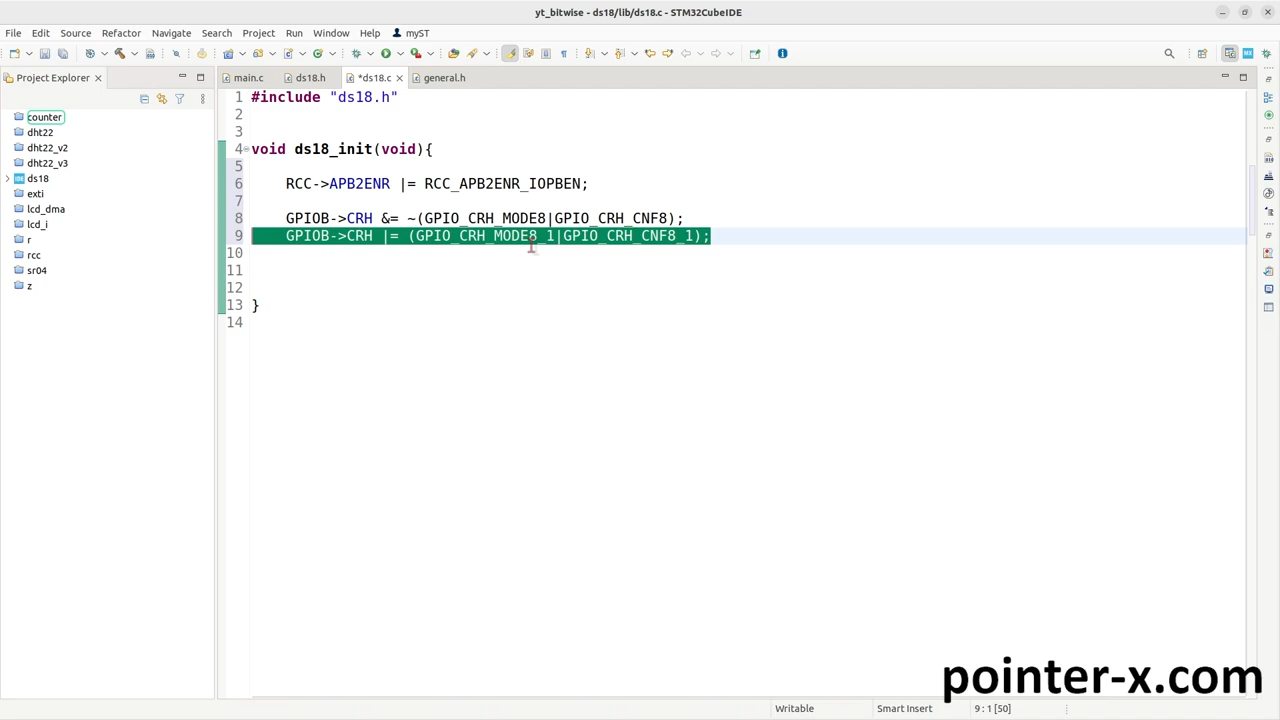 yt_bitwise - ds18/lib/ds18.c - STM32CubeIDE
File Edit Source Refactor Navigate Search Project Run Window Help myST
Project Explorer
main.c ds18.h *ds18.c general.h
counter
dht22
dht22_v2
dht22_v3
ds18
exti
lcd_dma
lcd_i
r
rcc
sr04
z
1 #include "ds18.h"
2
3
4 void ds18_init(void){
5
6 RCC->APB2ENR |= RCC_APB2ENR_IOPBEN;
7
8 GPIOB->CRH &= ~(GPIO_CRH_MODE8|GPIO_CRH_CNF8);
9 GPIOB->CRH |= (GPIO_CRH_MODE8_1|GPIO_CRH_CNF8_1);
10
11
12
13 }
14
pointer-x.com
Writable Smart Insert 9 : 1 [50]